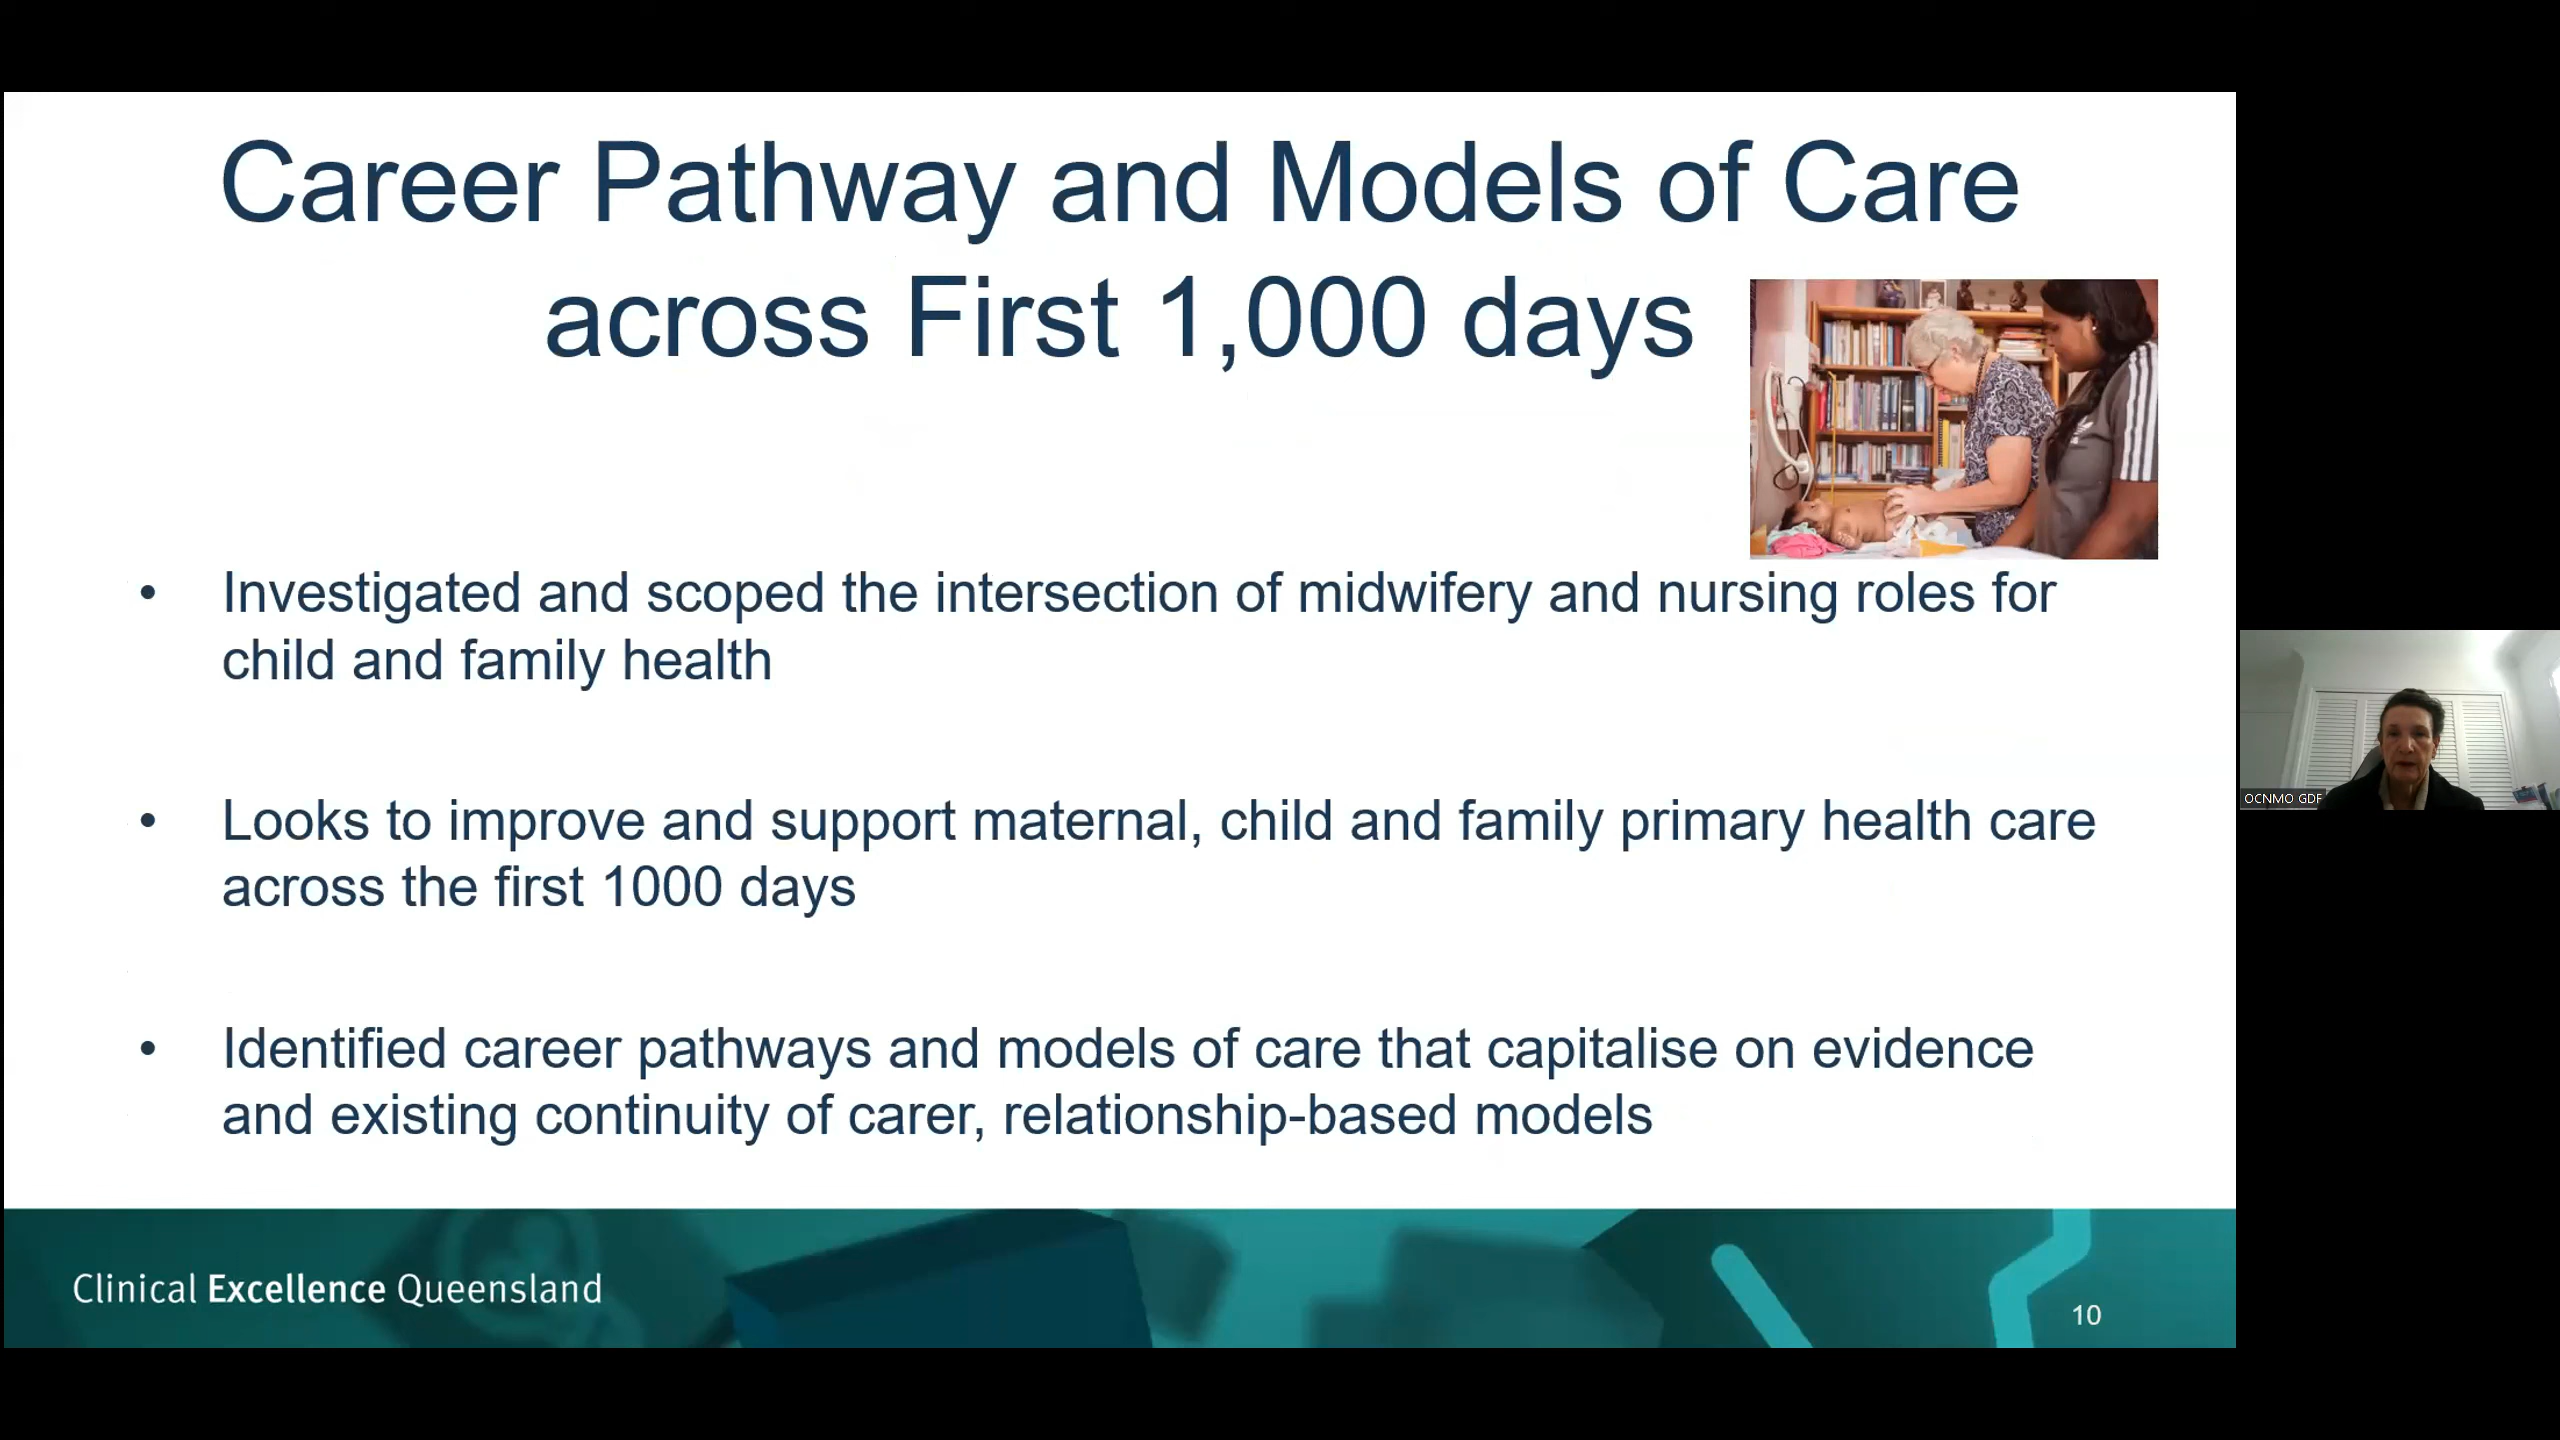 Career Pathway and Models of Care
across First 1,000 days
• Investigated and scoped the intersection of midwifery and nursing roles for
child and family health
• Looks to improve and support maternal, child and family primary health care
across the first 1000 days
• Identified career pathways and models of care that capitalise on evidence
and existing continuity of carer, relationship-based models
Clinical Excellence Queensland
10
OCNMO GDF